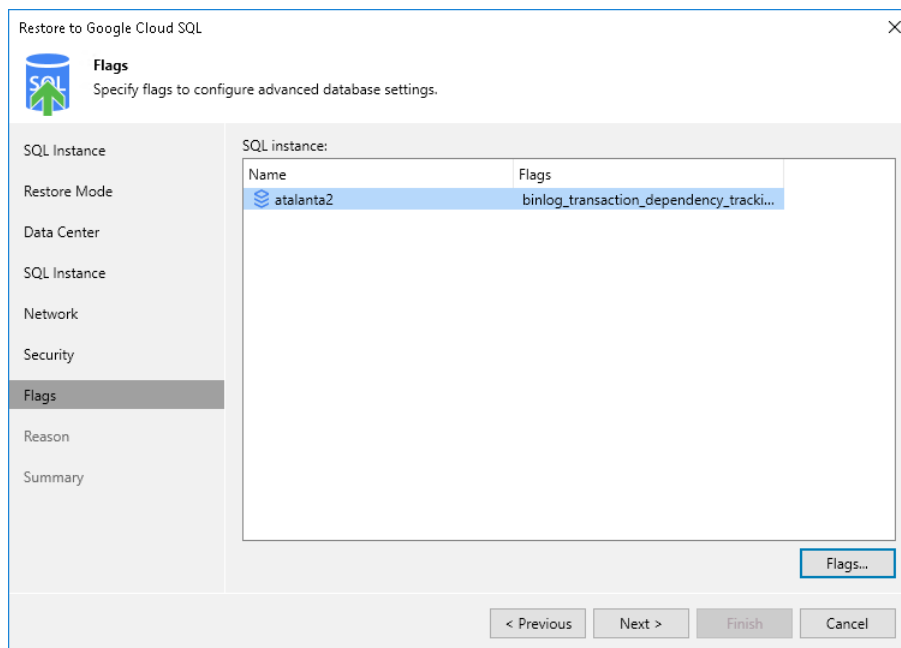 Restore to Google Cloud SQL
SQL
Flags
Specify flags to configure advanced database settings.
SQL Instance
Restore Mode
Data Center
SQL Instance
Network
Security
Flags
Reason
Summary
SQL instance:
Name Flags
atalanta2 binlog_transaction_dependency_tracki...
Flags...
< Previous Next > Finish Cancel